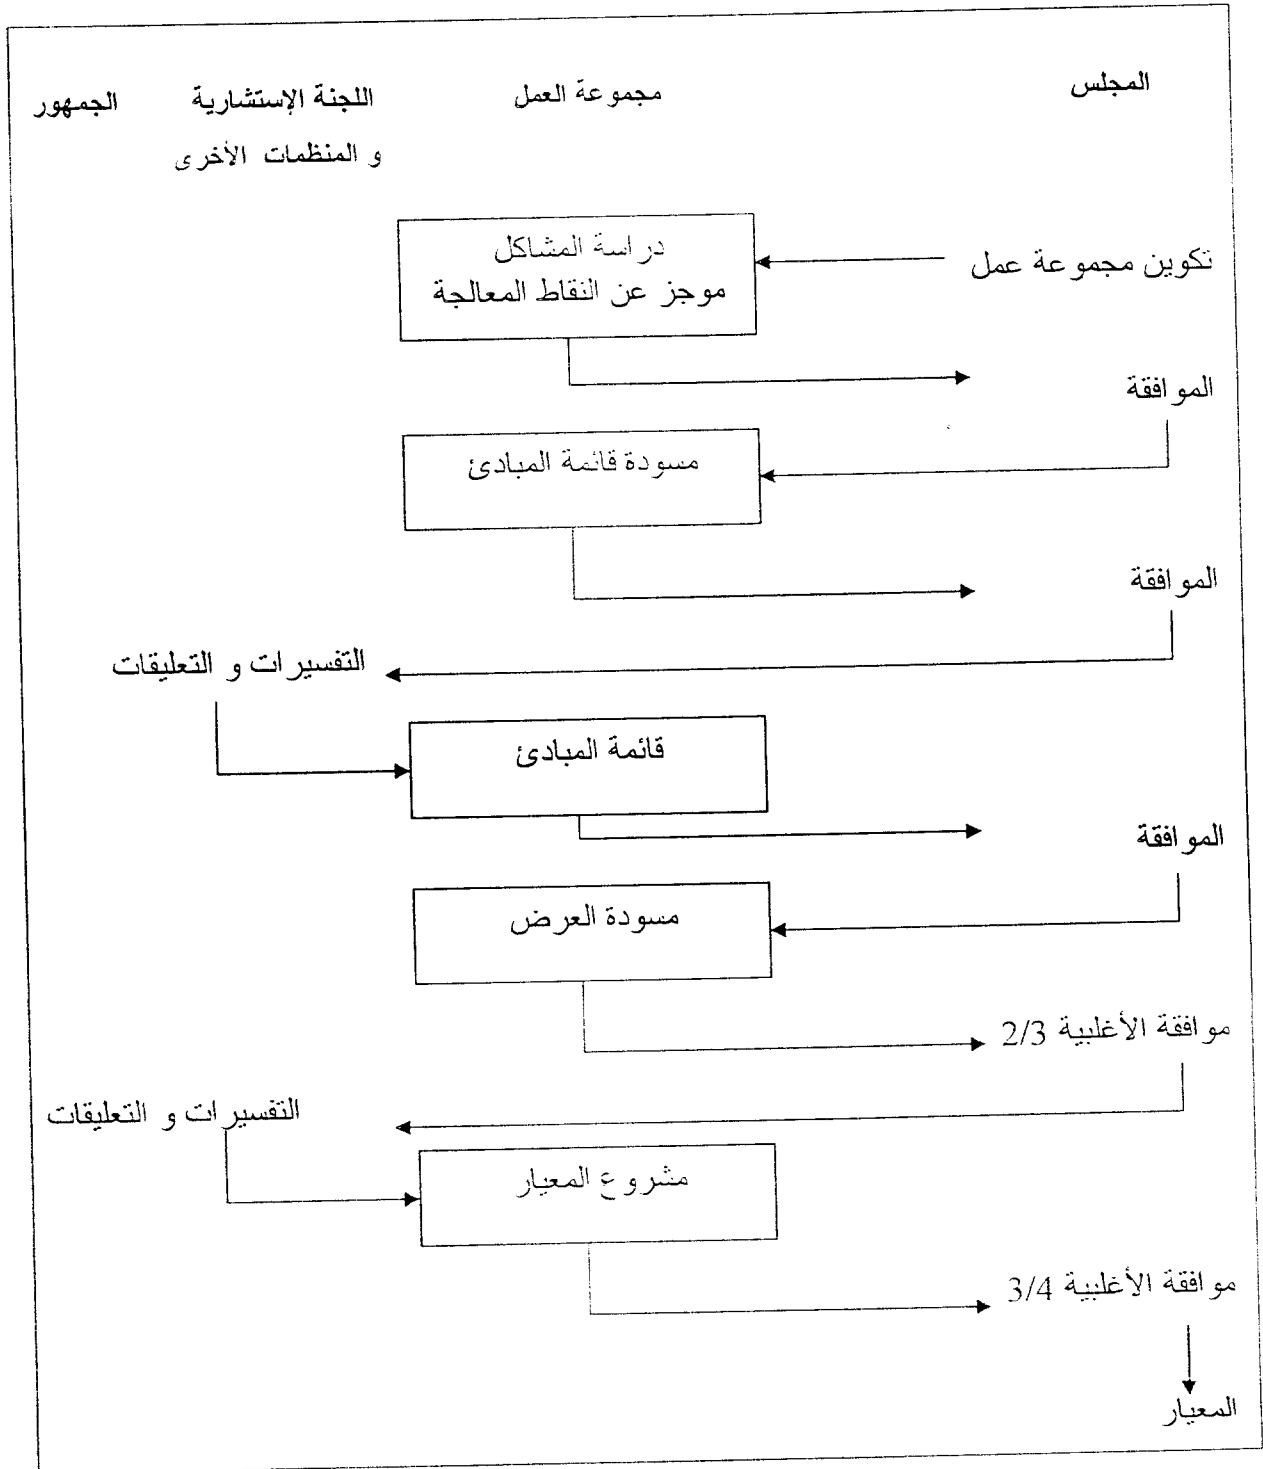 المجلس
مجموعة العمل
اللجنة الإستشارية
و المنظمات الأخرى
الجمهور
تكوين مجموعة عمل
دراسة المشاكل
موجز عن النقاط المعالجة
الموافقة
مسودة قائمة المبادئ
الموافقة
التفسيرات و التعليقات
قائمة المبادئ
الموافقة
مسودة العرض
موافقة الأغلبية 2/3
التفسيرات و التعليقات
مشروع المعيار
موافقة الأغلبية 3/4
المعيار